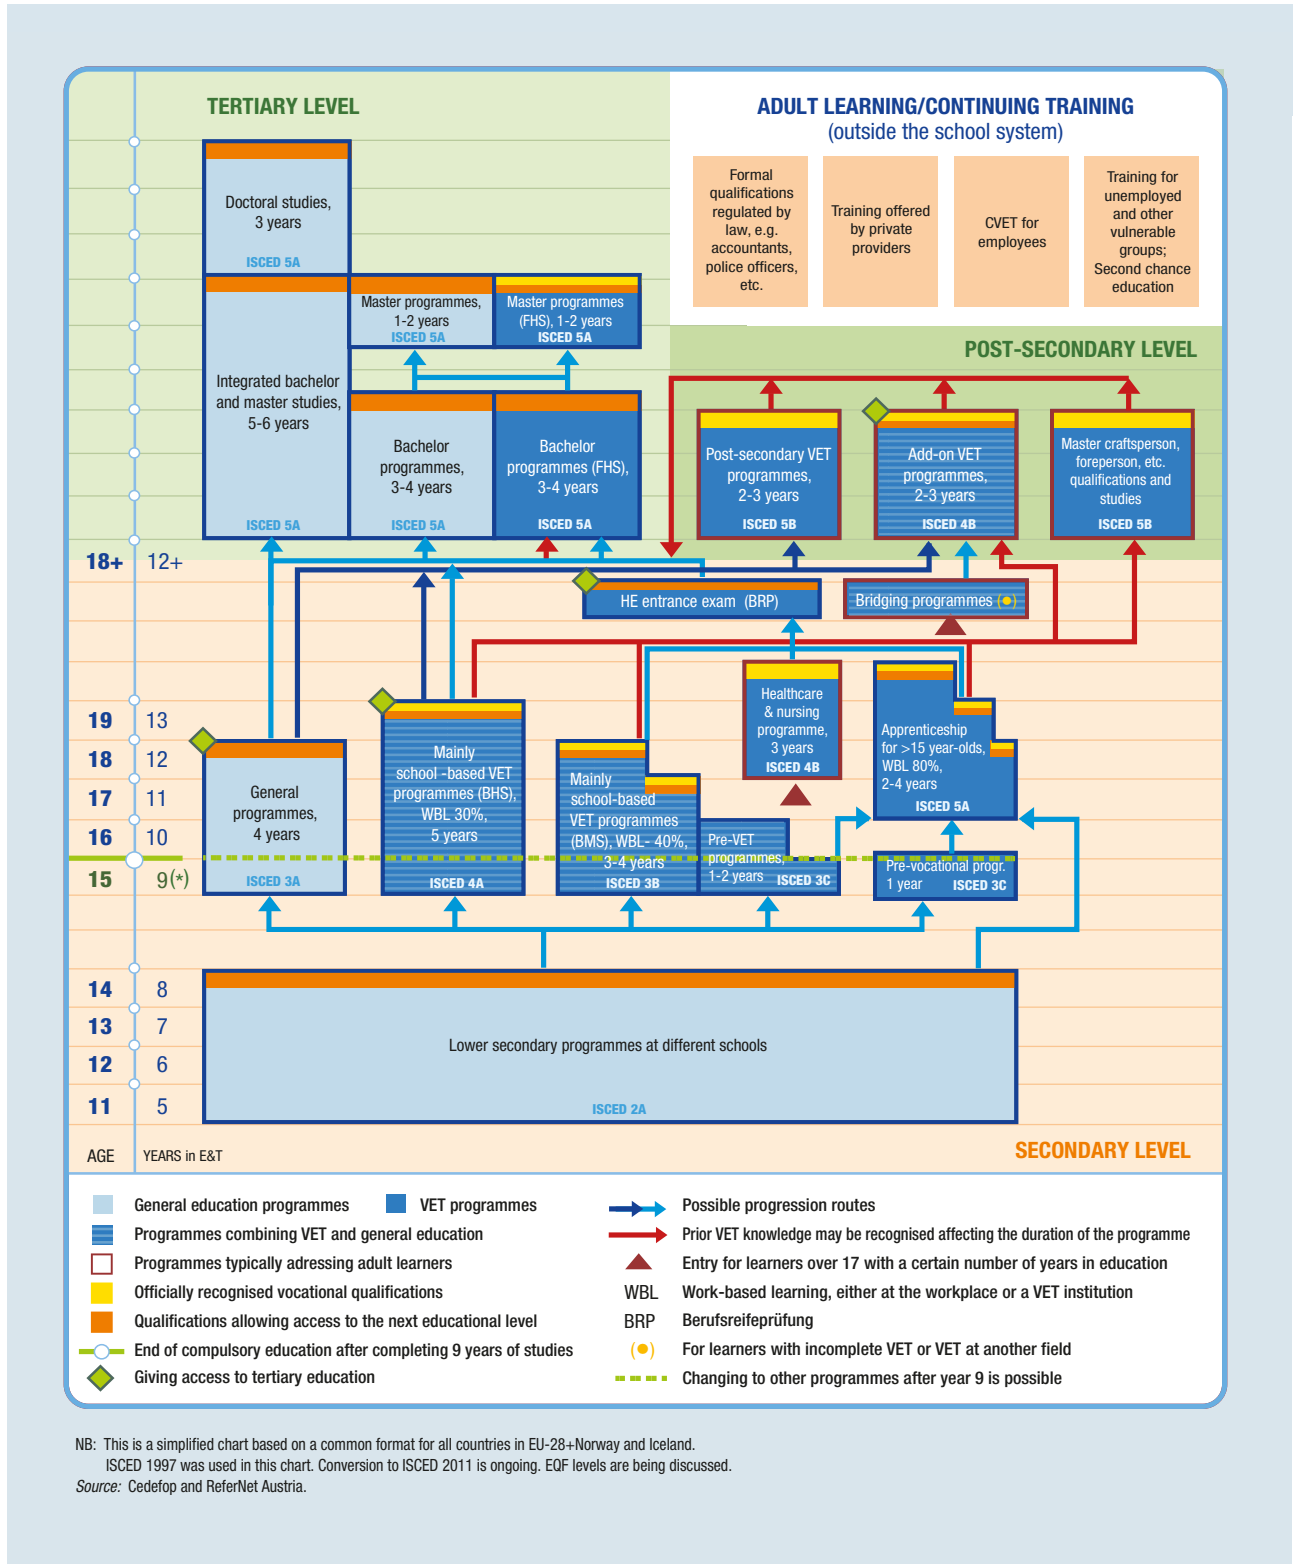 TERTIARY LEVEL
ADULT LEARNING/CONTINUING TRAINING
(outside the school system)
Formal
qualifications
regulated by
law, e.g.
accountants,
police officers,
etc.
Training offered
by private
providers
CVET for
employees
Training for
unemployed
and other
vulnerable
groups;
Second chance
education
Doctoral studies,
3 years
ISCED 5A
Master programmes,
1-2 years
ISCED 5A
Master programmes
(FHS), 1-2 years
ISCED 5A
POST-SECONDARY LEVEL
Integrated bachelor
and master studies,
5-6 years
ISCED 5A
Bachelor
programmes,
3-4 years
ISCED 5A
Bachelor
programmes (FHS),
3-4 years
ISCED 5A
Post-secondary VET
programmes,
2-3 years
ISCED 5B
Add-on VET
programmes,
2-3 years
ISCED 4B
Master craftsperson,
foreperson, etc.
qualifications and
studies
ISCED 5B
18+ 12+
HE entrance exam (BRP)
Bridging programmes (●)
19 13
18 12
17 11
16 10
15 9(*)
General
programmes,
4 years
ISCED 3A
Mainly
school -based VET
programmes (BHS),
WBL 30%,
5 years
ISCED 4A
Mainly
school-based
VET programmes
(BMS), WBL- 40%,
3-4 years
ISCED 3B
Pre-VET
programmes,
1-2 years
ISCED 3C
Healthcare
& nursing
programme,
3 years
ISCED 4B
Apprenticeship
for >15 year-olds,
WBL 80%,
2-4 years
ISCED 5A
Pre-vocational progr.
1 year ISCED 3C
14 8
13 7
12 6
11 5
Lower secondary programmes at different schools
ISCED 2A
AGE YEARS in E&T
SECONDARY LEVEL
General education programmes
VET programmes
Programmes combining VET and general education
Programmes typically adressing adult learners
Officially recognised vocational qualifications
Qualifications allowing access to the next educational level
End of compulsory education after completing 9 years of studies
Giving access to tertiary education
Possible progression routes
Prior VET knowledge may be recognised affecting the duration of the programme
Entry for learners over 17 with a certain number of years in education
WBL Work-based learning, either at the workplace or a VET institution
BRP Berufsreifeprüfung
(●) For learners with incomplete VET or VET at another field
Changing to other programmes after year 9 is possible
NB: This is a simplified chart based on a common format for all countries in EU-28+Norway and Iceland.
ISCED 1997 was used in this chart. Conversion to ISCED 2011 is ongoing. EQF levels are being discussed.
Source: Cedefop and ReferNet Austria.